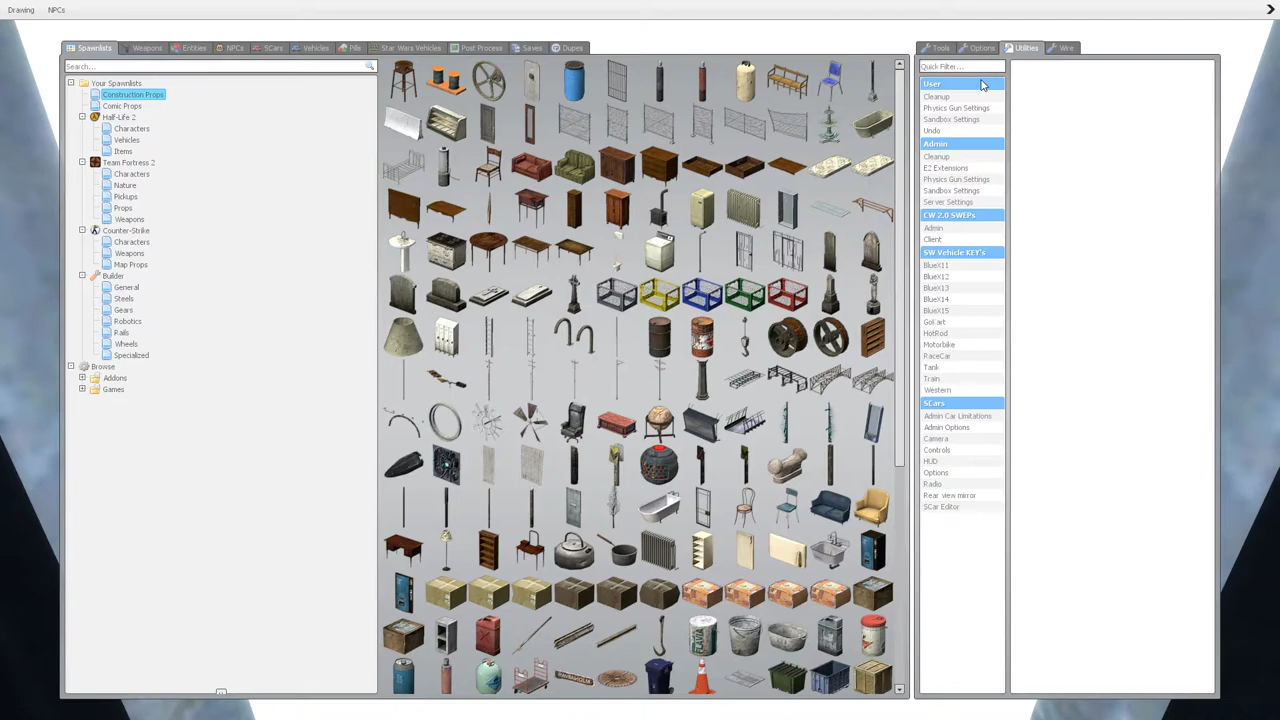 Drawing NPCs
Spawnlists Weapons Entities NPCs SCars Vehicles Pills Star Wars Vehicles Post Process Saves Dupes
Search...
Your Spawnlists
Construction Props
Comic Props
Half-Life 2
Characters
Vehicles
Items
Team Fortress 2
Characters
Nature
Pickups
Props
Weapons
Counter-Strike
Characters
Weapons
Map Props
Builder
General
Steels
Gears
Robotics
Rails
Wheels
Specialized
Browse
Addons
Games
RAVENHOLM
Tools Options Utilities Wire
Quick Filter...
User
Cleanup
Physics Gun Settings
Sandbox Settings
Undo
Admin
Cleanup
E2 Extensions
Physics Gun Settings
Sandbox Settings
Server Settings
CW 2.0 SWEPs
Admin
Client
SW Vehicle KEY's
BlueX11
BlueX12
BlueX13
BlueX14
BlueX15
GoKart
HotRod
Motorbike
RaceCar
Tank
Train
Western
SCars
Admin Car Limitations
Admin Options
Camera
Controls
HUD
Options
Radio
Rear view mirror
SCar Editor